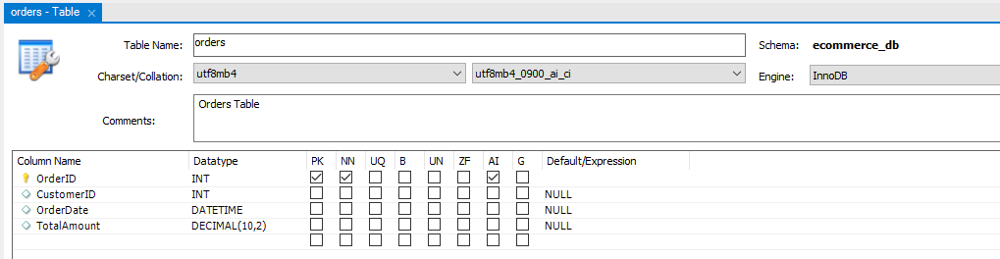 orders - Table ×
Table Name: orders Schema: ecommerce_db
Charset/Collation: utf8mb4 utf8mb4_0900_ai_ci Engine: InnoDB
Comments: Orders Table
Column Name Datatype PK NN UQ B UN ZF AI G Default/Expression
OrderID INT
CustomerID INT NULL
OrderDate DATETIME NULL
TotalAmount DECIMAL(10,2) NULL